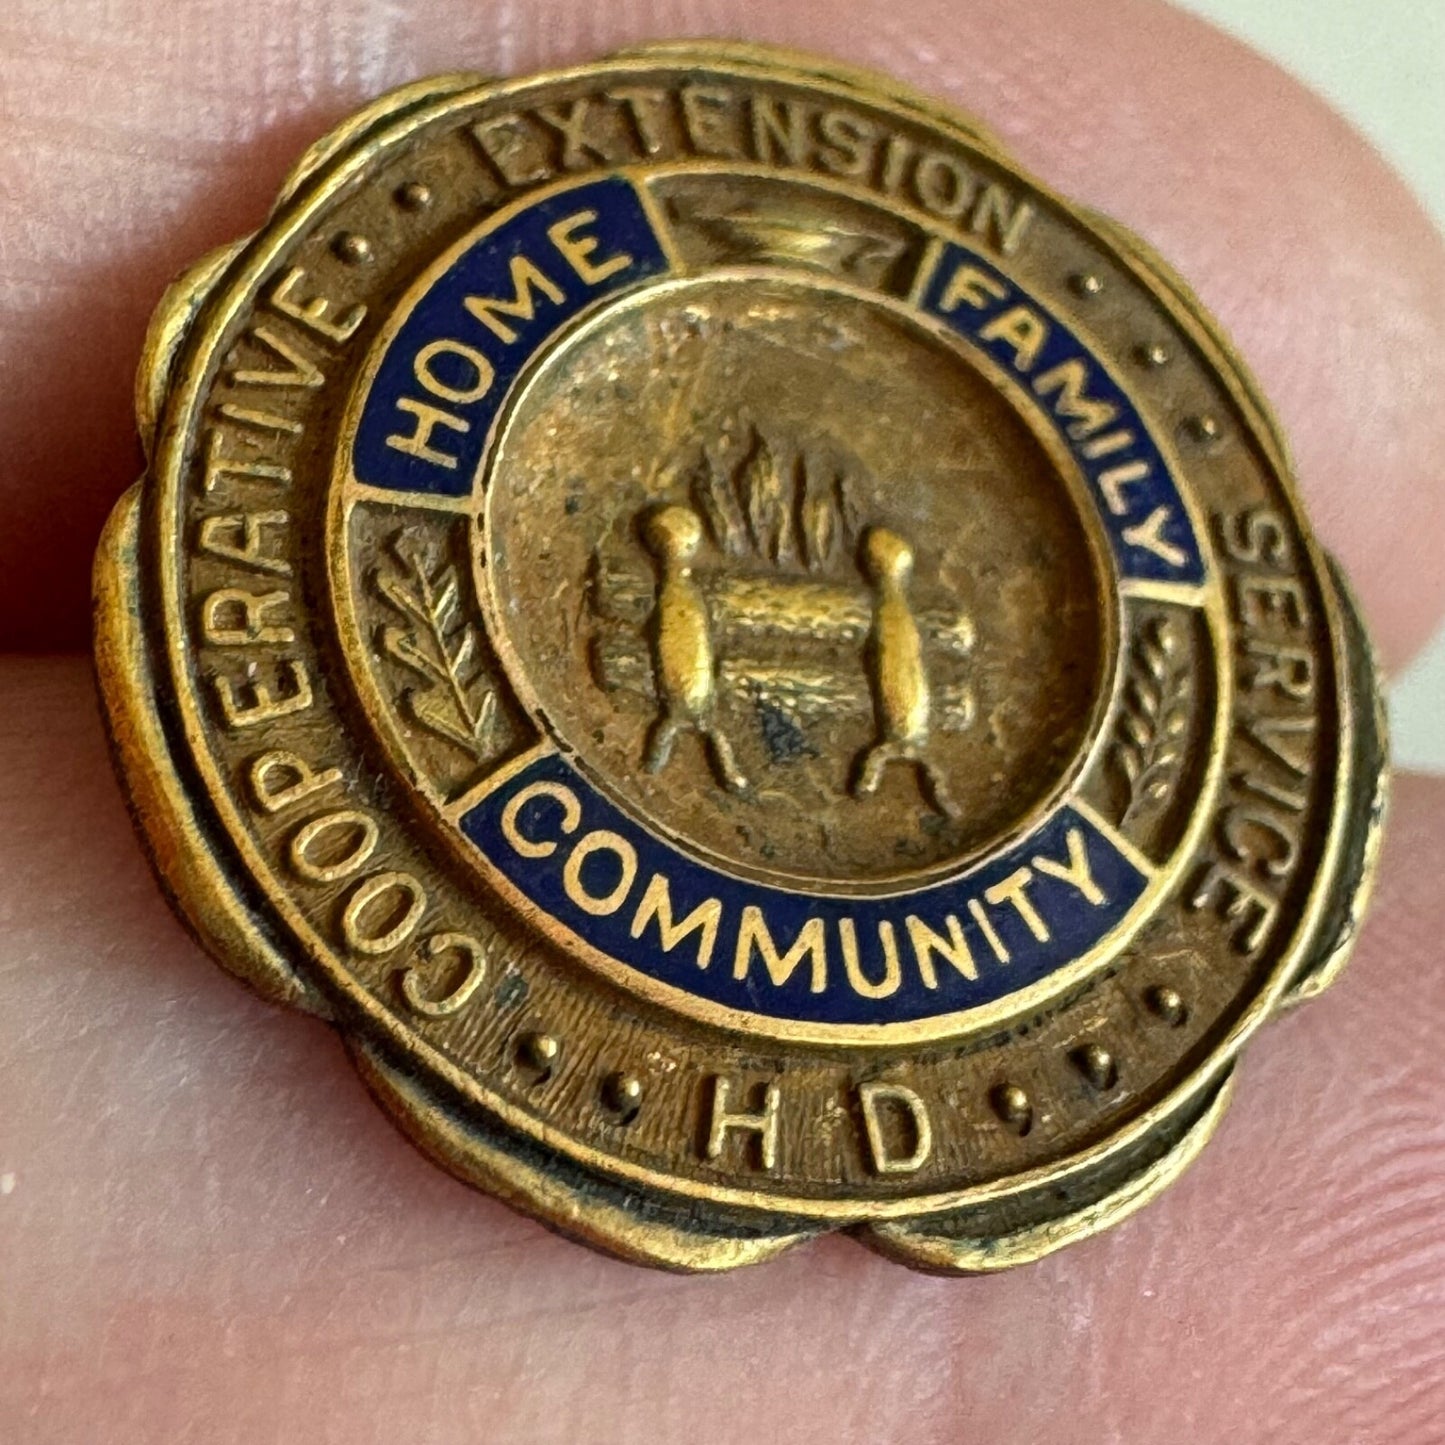 COOPERATIVE EXTENSION SERVICE
H D
HOME
FAMILY
COMMUNITY